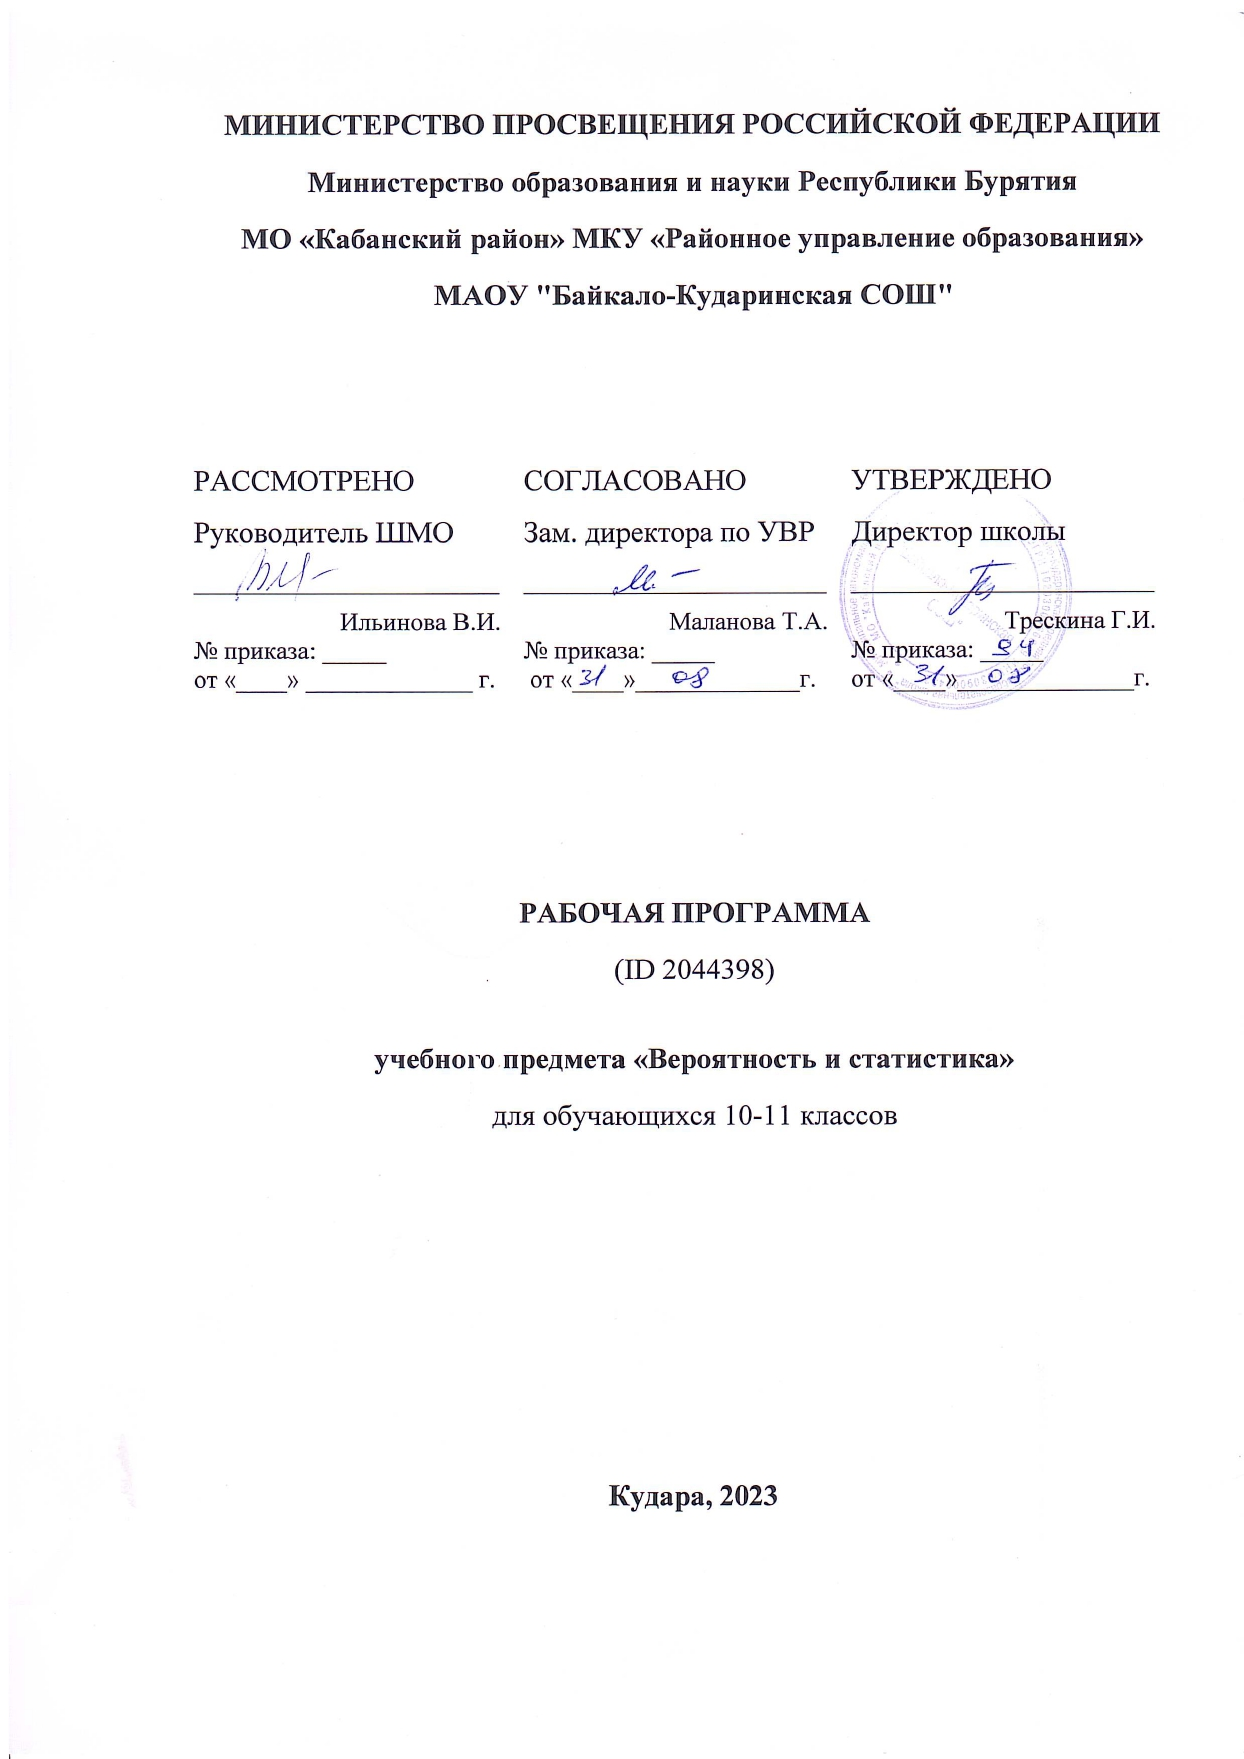 МИНИСТЕРСТВО ПРОСВЕЩЕНИЯ РОССИЙСКОЙ ФЕДЕРАЦИИ
Министерство образования и науки Республики Бурятия
МО «Кабанский район» МКУ «Районное управление образования»
МАОУ "Байкало-Кударинская СОШ"
РАССМОТРЕНО
Руководитель ШМО
Ильинова В.И.
№ приказа: _____
от «____» _____________ г.
СОГЛАСОВАНО
Зам. директора по УВР
Маланова Т.А.
№ приказа: _____
от «31» 08 г.
УТВЕРЖДЕНО
Директор школы
Трескина Г.И.
№ приказа:
от «31» 08 г.
РАБОЧАЯ ПРОГРАММА
(ID 2044398)
учебного предмета «Вероятность и статистика»
для обучающихся 10-11 классов
Кудара, 2023